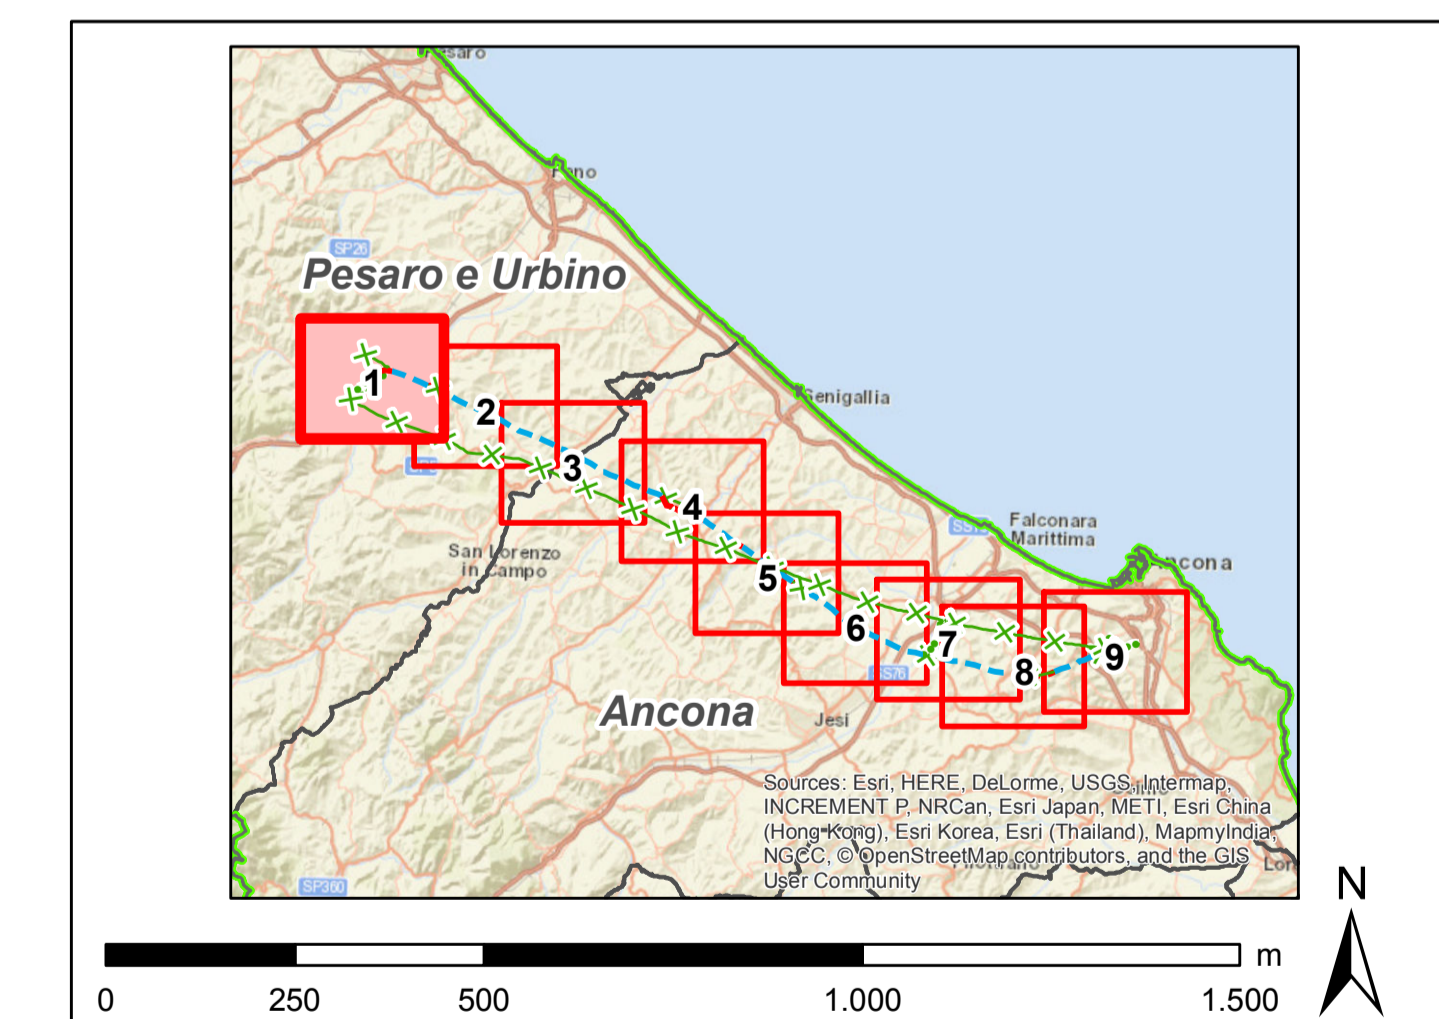 Pesaro
Fano
SP26
Pesaro e Urbino
1
2
Senigallia
3
4
San Lorenzo
in Campo
Falconara
Marittima
Ancona
5
6
7
8
9
SS76
Ancona
Jesi
Sources: Esri, HERE, DeLorme, USGS, Intermap,
INCREMENT P, NRCan, Esri Japan, METI, Esri China
(Hong Kong), Esri Korea, Esri (Thailand), MapmyIndia,
NGCC, © OpenStreetMap contributors, and the GIS
User Community
SP360
N
m
0 250 500 1.000 1.500